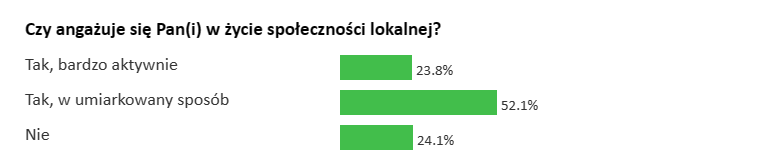 Czy angażuje się Pan(i) w życie społeczności lokalnej?
Tak, bardzo aktywnie 23.8%
Tak, w umiarkowany sposób 52.1%
Nie 24.1%